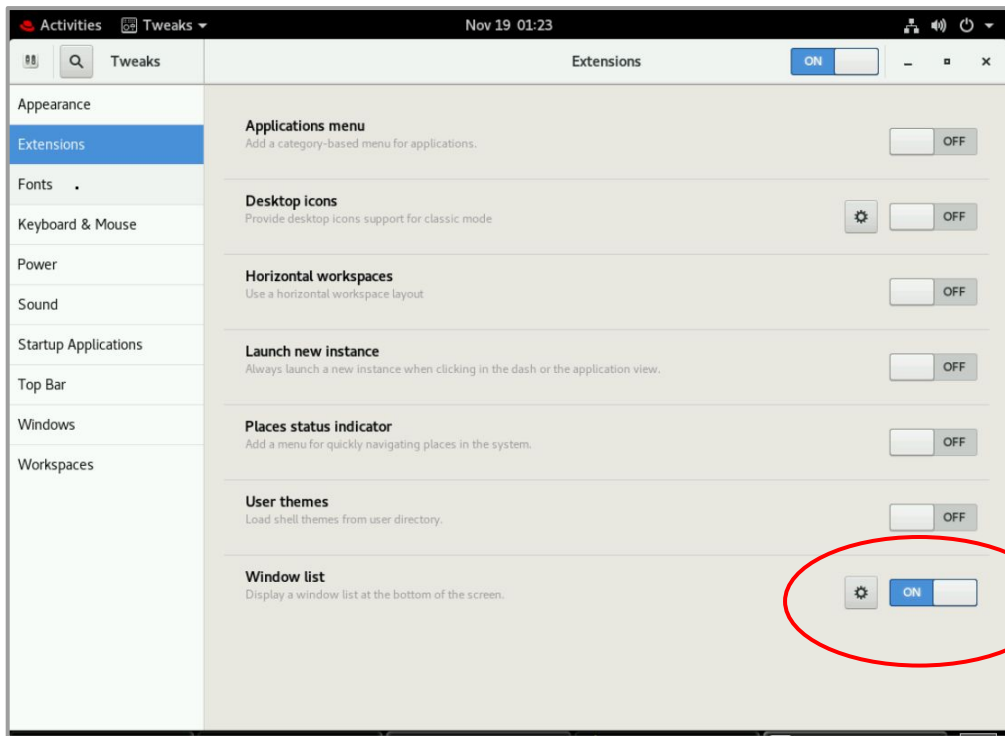 Activities Tweaks Nov 19 01:23
Tweaks Extensions ON
Appearance
Extensions
Fonts
Keyboard & Mouse
Power
Sound
Startup Applications
Top Bar
Windows
Workspaces
Applications menu
Add a category-based menu for applications.
OFF
Desktop icons
Provide desktop icons support for classic mode
OFF
Horizontal workspaces
Use a horizontal workspace layout
OFF
Launch new instance
Always launch a new instance when clicking in the dash or the application view.
OFF
Places status indicator
Add a menu for quickly navigating places in the system.
OFF
User themes
Load shell themes from user directory.
OFF
Window list
Display a window list at the bottom of the screen.
ON